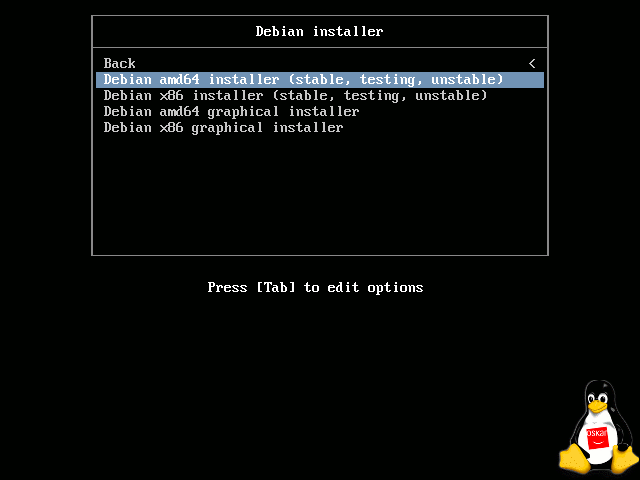 Debian installer
Back <
Debian amd64 installer (stable, testing, unstable)
Debian x86 installer (stable, testing, unstable)
Debian amd64 graphical installer
Debian x86 graphical installer
Press [Tab] to edit options
oskar